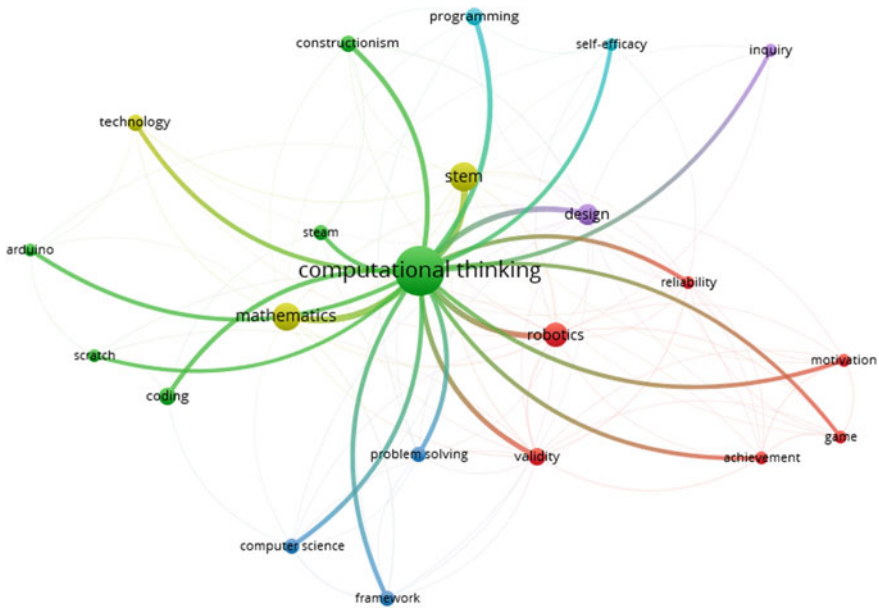 programming
constructionism
self-efficacy
inquiry
technology
stem
design
steam
arduino
computational thinking
reliability
mathematics
robotics
scratch
motivation
coding
game
problem solving
validity
achievement
computer science
framework